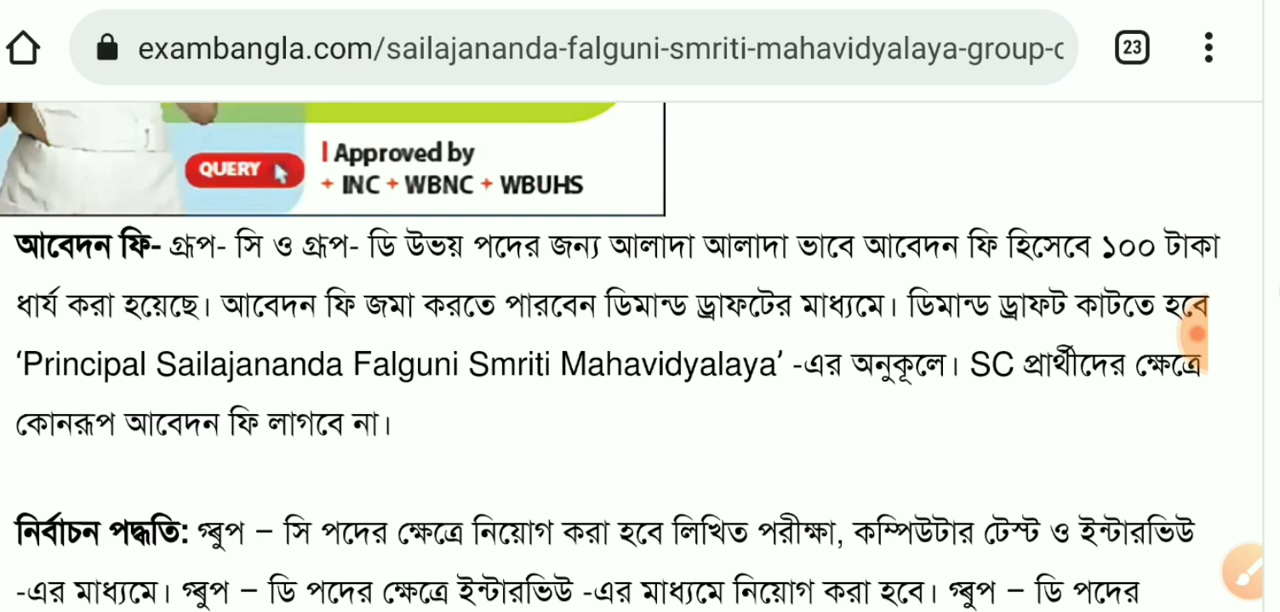 exambangla.com/sailajananda-falguni-smriti-mahavidyalaya-group-c
23
QUERY
Approved by
+ INC + WBNC + WBUHS
আবেদন ফি- গ্রূপ- সি ও গ্রূপ- ডি উভয় পদের জন্য আলাদা আলাদা ভাবে আবেদন ফি হিসেবে ১০০ টাকা
ধার্য করা হয়েছে। আবেদন ফি জমা করতে পারবেন ডিমান্ড ড্রাফটের মাধ্যমে। ডিমান্ড ড্রাফট কাটতে হবে
‘Principal Sailajananda Falguni Smriti Mahavidyalaya’ -এর অনুকূলে। SC প্রার্থীদের ক্ষেত্রে
কোনরূপ আবেদন ফি লাগবে না।
নির্বাচন পদ্ধতি: গ্ৰুপ – সি পদের ক্ষেত্রে নিয়োগ করা হবে লিখিত পরীক্ষা, কম্পিউটার টেস্ট ও ইন্টারভিউ
-এর মাধ্যমে। গ্ৰুপ – ডি পদের ক্ষেত্রে ইন্টারভিউ -এর মাধ্যমে নিয়োগ করা হবে। গ্ৰুপ – ডি পদের